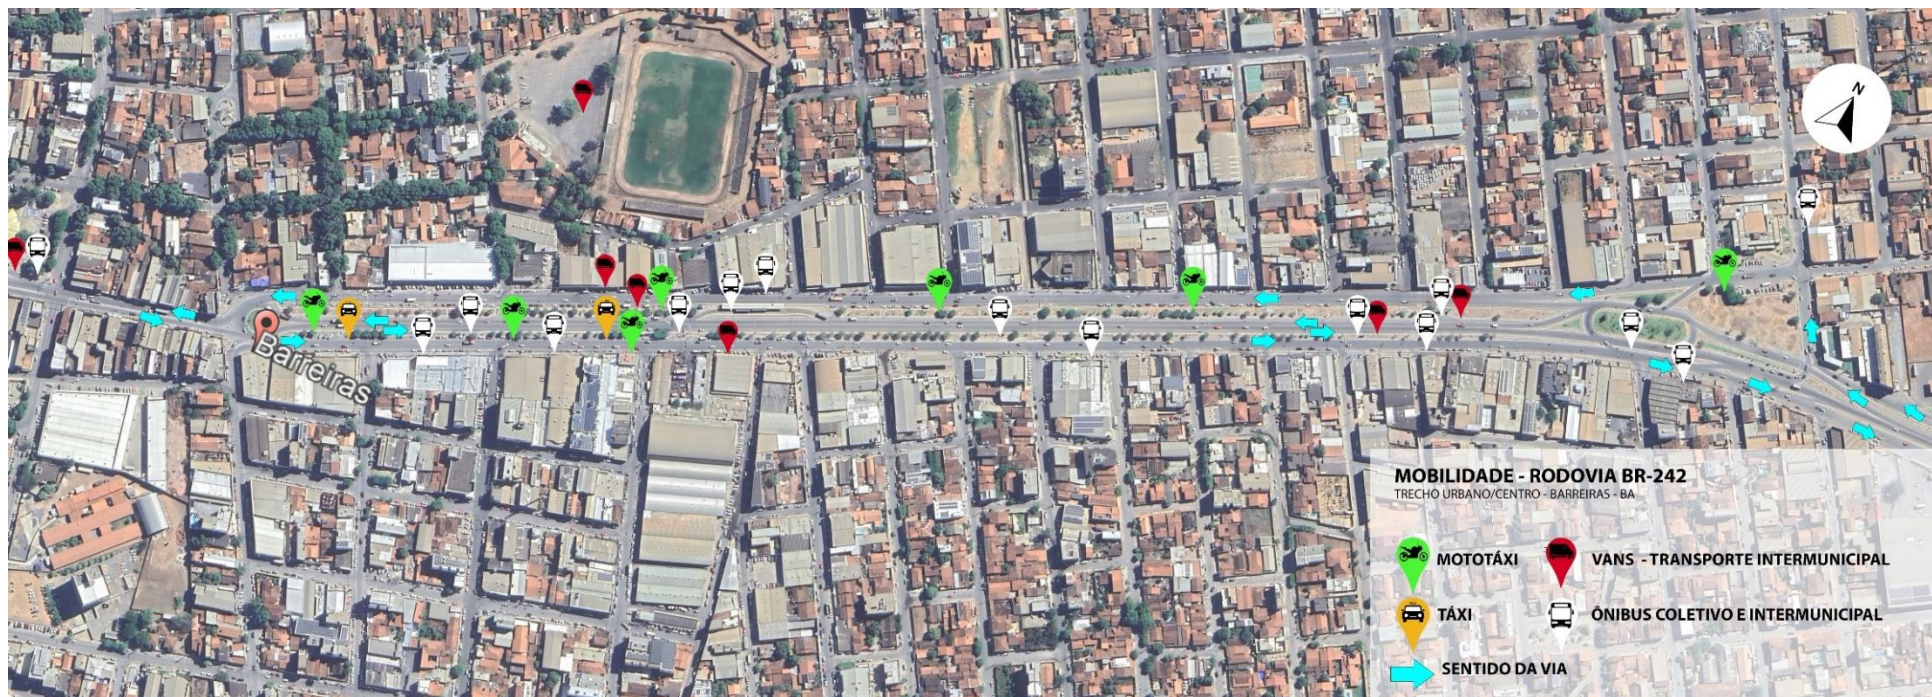 N
Barreiras
MOBILIDADE - RODOVIA BR-242
TRECHO URBANO/CENTRO - BARREIRAS - BA
MOTOTÁXI
VANS - TRANSPORTE INTERMUNICIPAL
TÁXI
ÔNIBUS COLETIVO E INTERMUNICIPAL
SENTIDO DA VIA